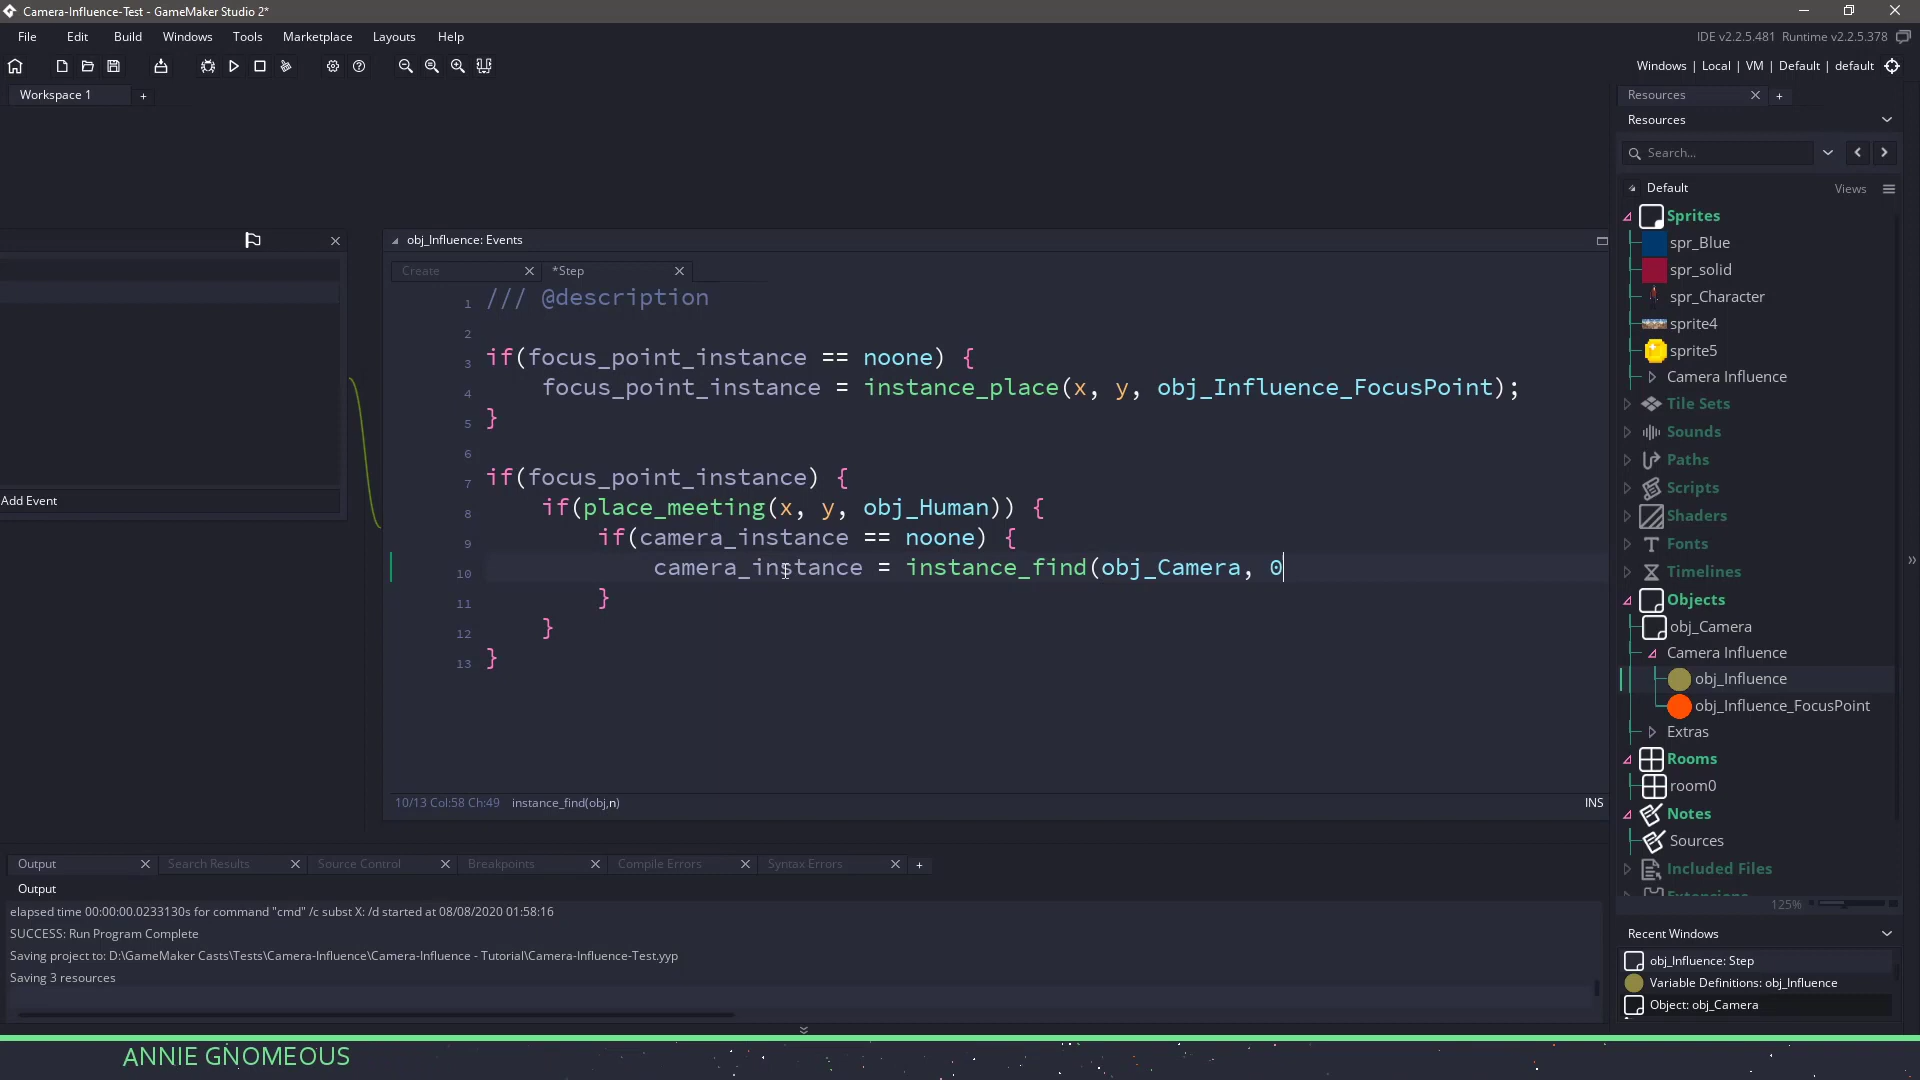 Camera-Influence-Test - GameMaker Studio 2*
File Edit Build Windows Tools Marketplace Layouts Help
IDE v2.2.5.481 Runtime v2.2.5.378
Windows | Local | VM | Default | default
Workspace 1 +
Resources
Resources
Search...
Default
Views
Sprites
spr_Blue
spr_solid
spr_Character
sprite4
sprite5
Camera Influence
Tile Sets
Sounds
Paths
Scripts
Shaders
Fonts
Timelines
Objects
obj_Camera
Camera Influence
obj_Influence
obj_Influence_FocusPoint
Extras
Rooms
room0
Notes
Sources
Included Files
Extensions
125%
Recent Windows
obj_Influence: Step
Variable Definitions: obj_Influence
Object: obj_Camera
Add Event
obj_Influence: Events
Create
*Step
1 /// @description
2
3 if(focus_point_instance == noone) {
4 focus_point_instance = instance_place(x, y, obj_Influence_FocusPoint);
5 }
6
7 if(focus_point_instance) {
8 if(place_meeting(x, y, obj_Human)) {
9 if(camera_instance == noone) {
10 camera_instance = instance_find(obj_Camera, 0
11 }
12 }
13 }
10/13 Col:58 Ch:49 instance_find(obj,n)
INS
Output Search Results Source Control Breakpoints Compile Errors Syntax Errors +
Output
elapsed time 00:00:00.0233130s for command "cmd" /c subst X: /d started at 08/08/2020 01:58:16
SUCCESS: Run Program Complete
Saving project to: D:\GameMaker Casts\Tests\Camera-Influence\Camera-Influence - Tutorial\Camera-Influence-Test.yyp
Saving 3 resources
ANNIE GNOMEOUS